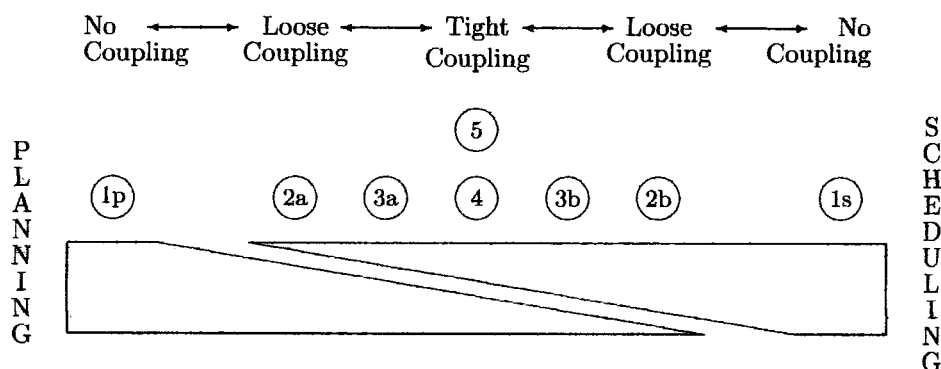 No Loose Tight Loose No
Coupling Coupling Coupling Coupling Coupling
5
PLANNING
1p 2a 3a 4 3b 2b 1s
SCHEDULING